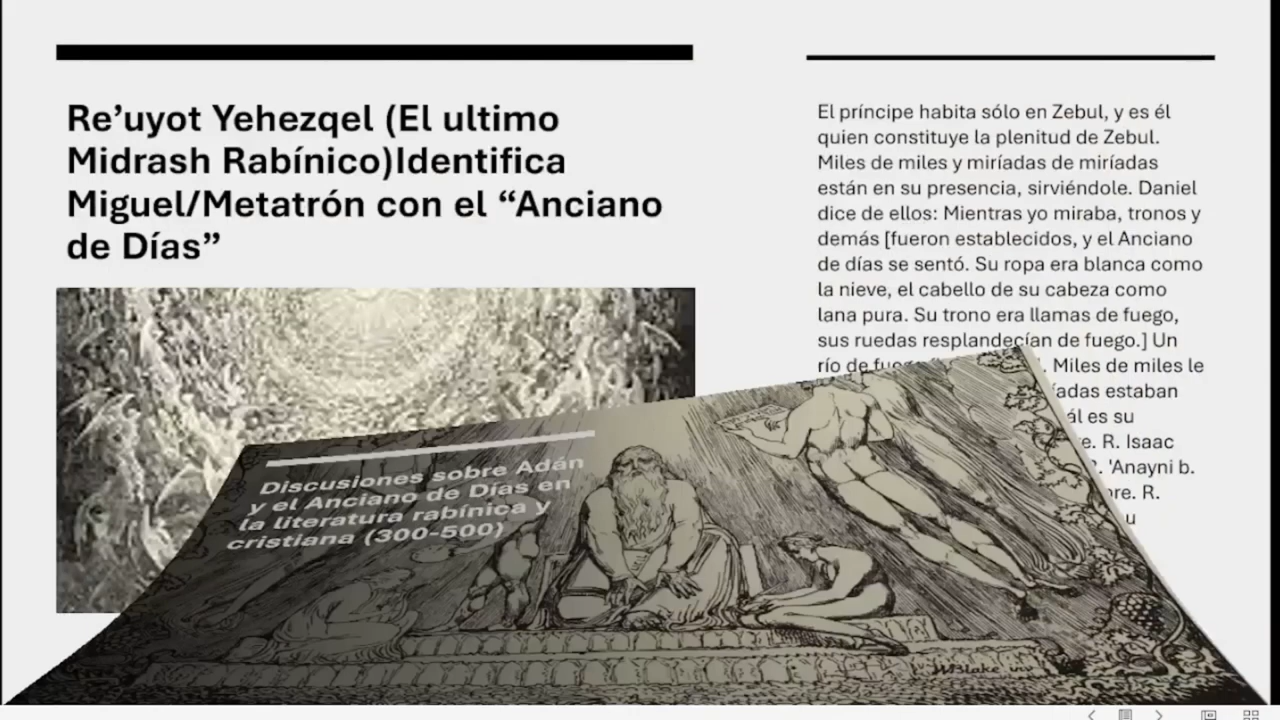 Re’uyot Yehezqel (El ultimo
Midrash Rabínico)Identifica
Miguel/Metatrón con el “Anciano
de Días”
El príncipe habita sólo en Zebul, y es él
quien constituye la plenitud de Zebul.
Miles de miles y miríadas de miríadas
están en su presencia, sirviéndole. Daniel
dice de ellos: Mientras yo miraba, tronos y
demás [fueron establecidos, y el Anciano
de días se sentó. Su ropa era blanca como
la nieve, el cabello de su cabeza como
lana pura. Su trono era llamas de fuego,
sus ruedas resplandecían de fuego.] Un
río de . Miles de miles le
estaban
es su
R. Isaac
'Anayni b.
R.
Discusiones sobre Adán
y el Anciano de Días en
la literatura rabínica y
cristiana (300-500)
WBlake inv